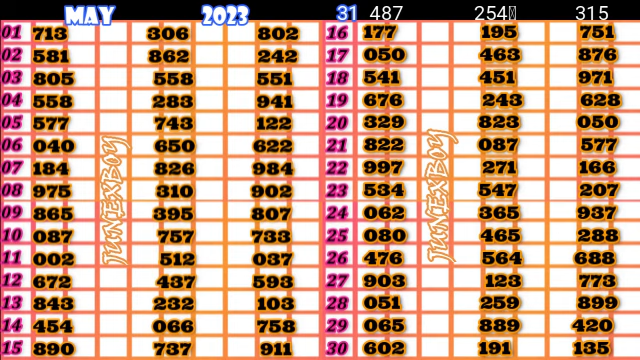 MAY 2023 31 487 254 315
01 713 306 802 16 177 195 751
02 581 862 242 17 050 463 876
03 805 558 551 18 541 451 971
04 558 283 941 19 676 243 628
05 577 743 122 20 329 823 050
06 040 650 622 21 822 087 577
07 184 826 984 22 997 271 166
08 975 310 902 23 534 547 207
09 865 395 807 24 062 365 937
10 087 757 733 25 080 465 288
11 002 512 037 26 476 564 688
12 672 437 593 27 903 123 773
13 843 232 103 28 051 259 899
14 454 066 758 29 065 889 420
15 890 737 911 30 602 191 135
JUNEXBOY
JUNEXBOY